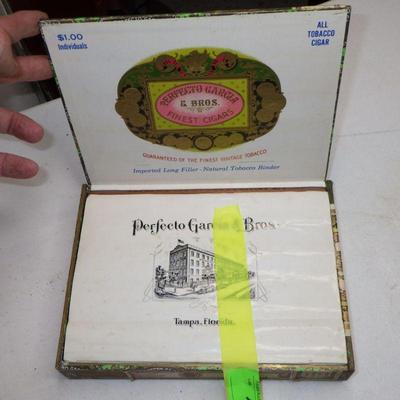 $1.00
Individuals
ALL
TOBACCO
CIGAR
PERFECTO GARCIA
& BROS.
FINEST CIGARS
GUARANTEED OF THE FINEST VINTAGE TOBACCO
Imported Long Filler - Natural Tobacco Binder
Perfecto Garcia & Bros.
Tampa, Florida.